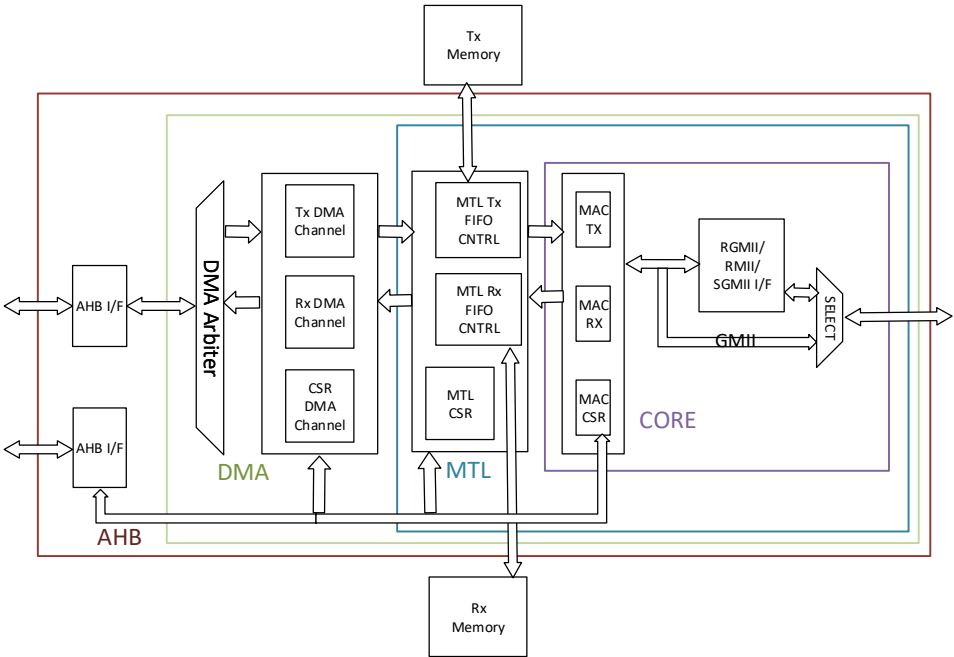 Tx
Memory
Tx DMA
Channel
MTL Tx
FIFO
CNTRL
MAC
TX
RGMII/
RMII/
SGMII I/F
DMA Arbiter
AHB I/F
Rx DMA
Channel
MTL Rx
FIFO
CNTRL
MAC
RX
SELECT
GMII
CSR
DMA
Channel
MTL
CSR
MAC
CSR
CORE
AHB I/F
DMA
MTL
AHB
Rx
Memory